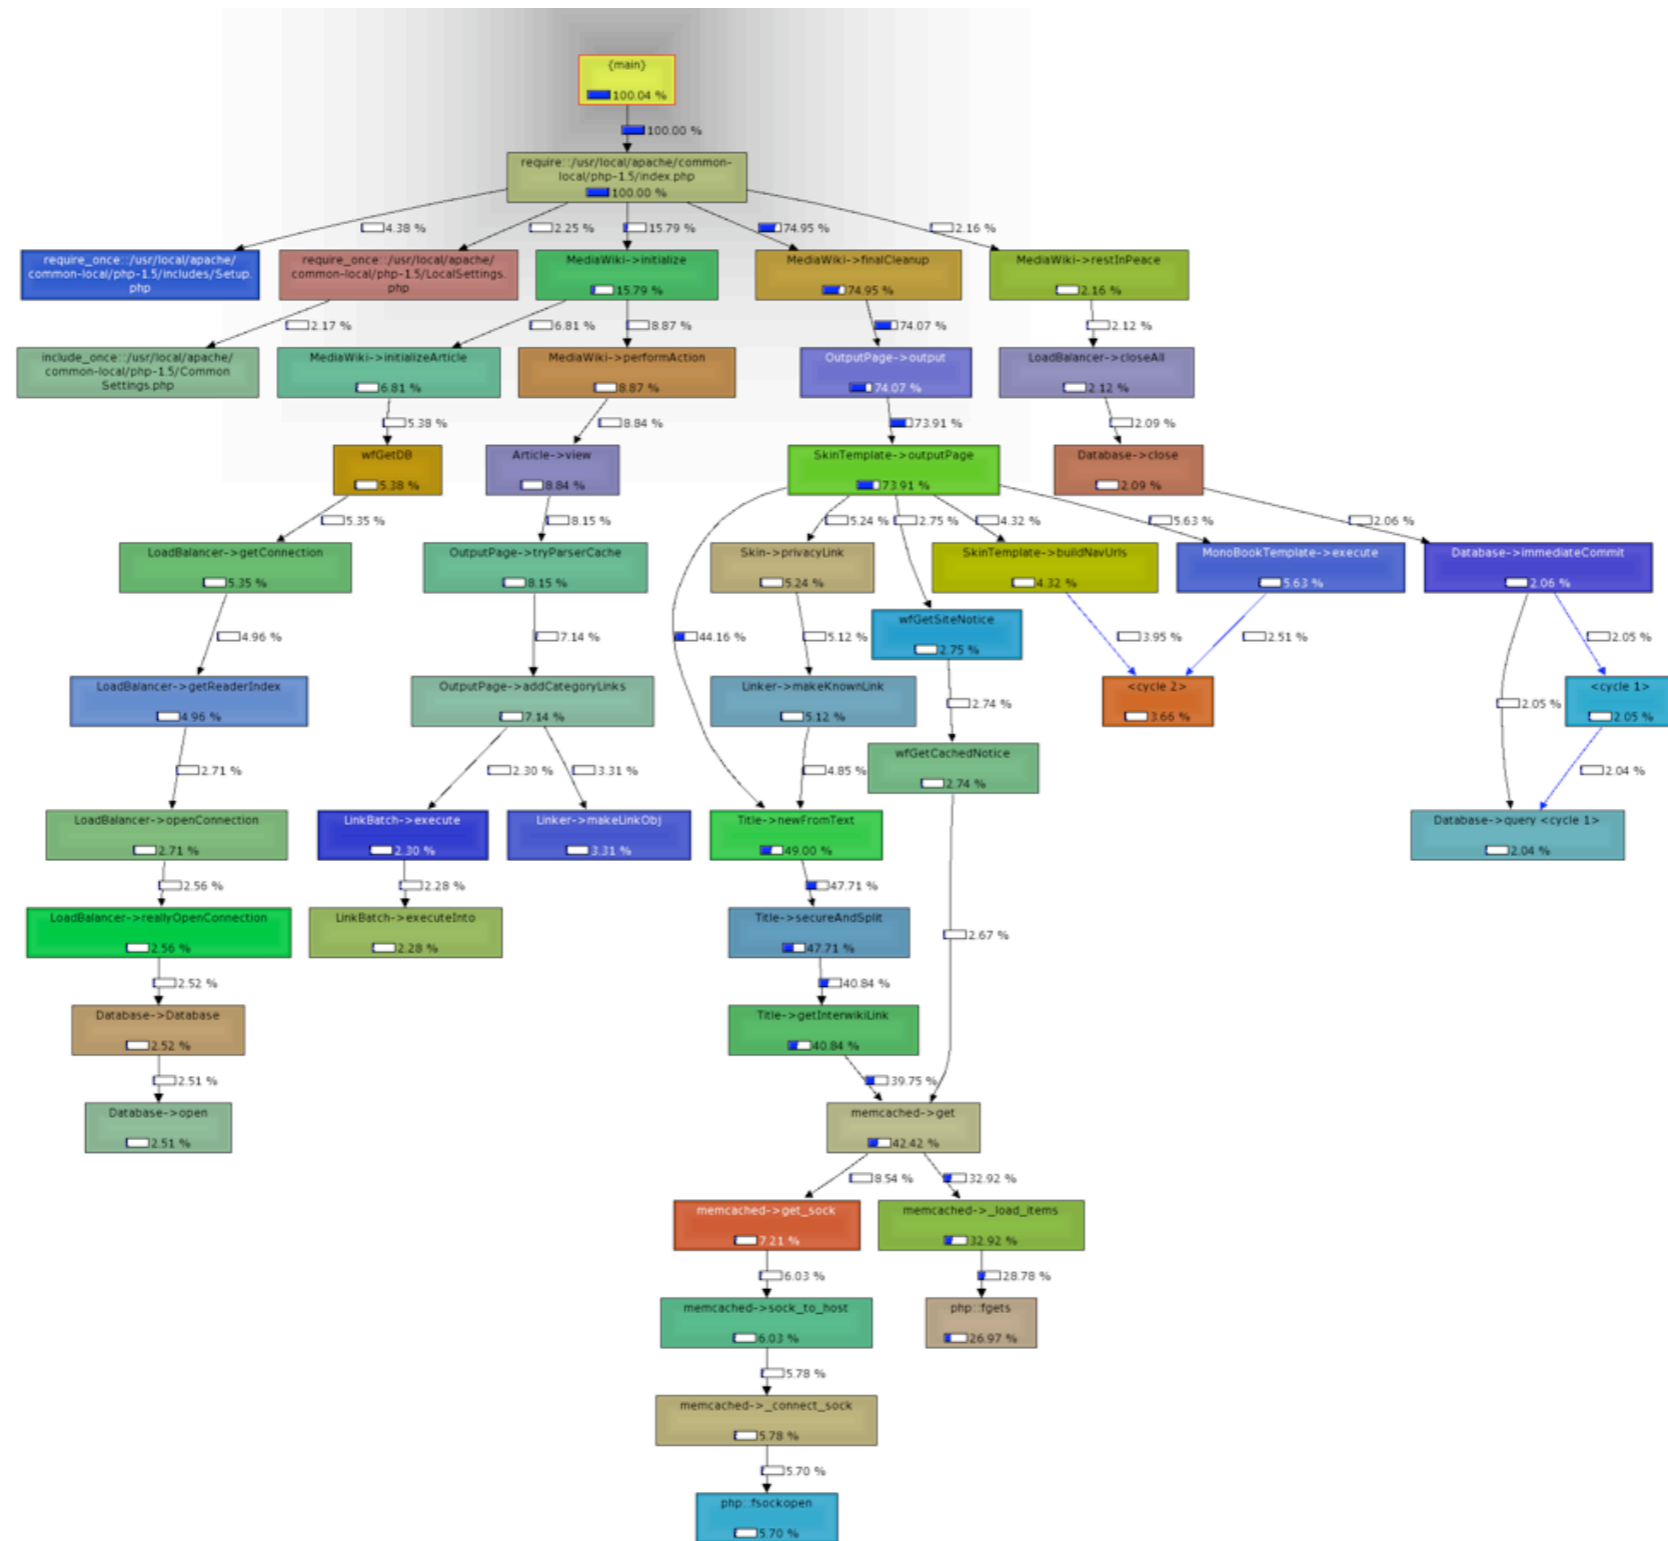 {main}
100.04 %
100.00 %
require::/usr/local/apache/common-
local/php-1.5/index.php
100.00 %
4.38 %
2.25 %
15.79 %
74.95 %
2.16 %
require_once::/usr/local/apache/
common-local/php-1.5/includes/Setup.
php
require_once::/usr/local/apache/
common-local/php-1.5/LocalSettings.
php
MediaWiki->initialize
15.79 %
MediaWiki->finalCleanup
74.95 %
MediaWiki->restInPeace
2.16 %
2.17 %
6.81 %
8.87 %
74.07 %
2.12 %
include_once::/usr/local/apache/
common-local/php-1.5/Common
Settings.php
MediaWiki->initializeArticle
6.81 %
MediaWiki->performAction
8.87 %
OutputPage->output
74.07 %
LoadBalancer->closeAll
2.12 %
5.38 %
8.84 %
73.91 %
2.09 %
wfGetDB
5.38 %
Article->view
8.84 %
SkinTemplate->outputPage
73.91 %
Database->close
2.09 %
5.35 %
8.15 %
5.24 %
2.75 %
4.32 %
5.63 %
2.06 %
LoadBalancer->getConnection
5.35 %
OutputPage->tryParserCache
8.15 %
Skin->privacyLink
5.24 %
SkinTemplate->buildNavUrls
4.32 %
MonoBookTemplate->execute
5.63 %
Database->immediateCommit
2.06 %
wfGetSiteNotice
2.75 %
4.96 %
7.14 %
44.16 %
5.12 %
3.95 %
2.51 %
2.05 %
LoadBalancer->getReaderIndex
4.96 %
OutputPage->addCategoryLinks
7.14 %
Linker->makeKnownLink
5.12 %
2.74 %
<cycle 2>
3.66 %
2.05 %
<cycle 1>
2.05 %
2.71 %
2.30 %
3.31 %
4.85 %
wfGetCachedNotice
2.74 %
2.04 %
LoadBalancer->openConnection
2.71 %
LinkBatch->execute
2.30 %
Linker->makeLinkObj
3.31 %
Title->newFromText
49.00 %
Database->query <cycle 1>
2.04 %
2.56 %
2.28 %
47.71 %
LoadBalancer->reallyOpenConnection
2.56 %
LinkBatch->executeInto
2.28 %
Title->secureAndSplit
47.71 %
2.67 %
2.52 %
40.84 %
Database->Database
2.52 %
Title->getInterwikiLink
40.84 %
2.51 %
39.75 %
Database->open
2.51 %
memcached->get
42.42 %
8.54 %
32.92 %
memcached->get_sock
7.21 %
memcached->_load_items
32.92 %
6.03 %
28.78 %
memcached->sock_to_host
6.03 %
php::fgets
26.97 %
5.78 %
memcached->_connect_sock
5.78 %
5.70 %
php::fsockopen
5.70 %